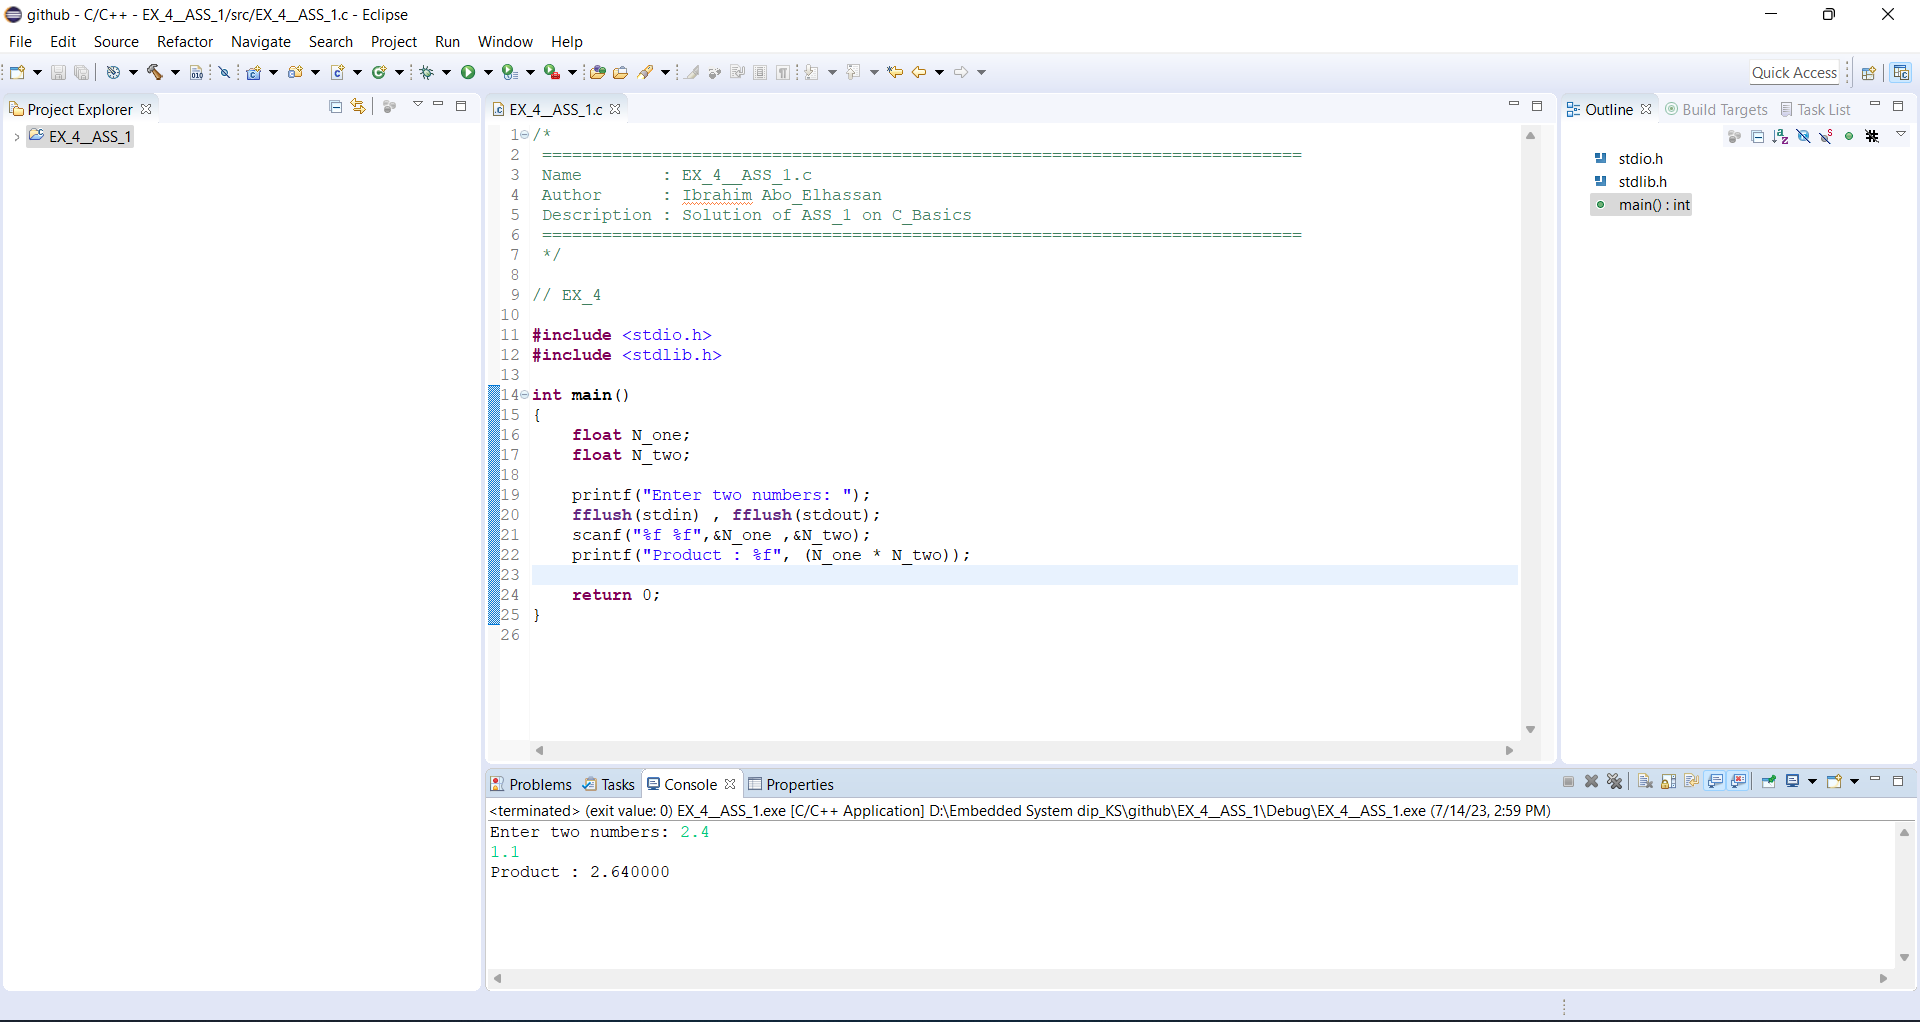 github - C/C++ - EX_4__ASS_1/src/EX_4__ASS_1.c - Eclipse
File Edit Source Refactor Navigate Search Project Run Window Help
Quick Access
Project Explorer
EX_4__ASS_1
EX_4__ASS_1.c
1 /*
2 ============================================================================
3 Name        : EX_4__ASS_1.c
4 Author      : Ibrahim Abo_Elhassan
5 Description : Solution of ASS_1 on C_Basics
6 ============================================================================
7 */
8
9 // EX_4
10
11 #include <stdio.h>
12 #include <stdlib.h>
13
14 int main()
15 {
16     float N_one;
17     float N_two;
18
19     printf("Enter two numbers: ");
20     fflush(stdin) , fflush(stdout);
21     scanf("%f %f",&N_one ,&N_two);
22     printf("Product : %f", (N_one * N_two));
23
24     return 0;
25 }
26
Outline Build Targets Task List
stdio.h
stdlib.h
main() : int
Problems Tasks Console Properties
<terminated> (exit value: 0) EX_4__ASS_1.exe [C/C++ Application] D:\Embedded System dip_KS\github\EX_4__ASS_1\Debug\EX_4__ASS_1.exe (7/14/23, 2:59 PM)
Enter two numbers: 2.4
1.1
Product : 2.640000